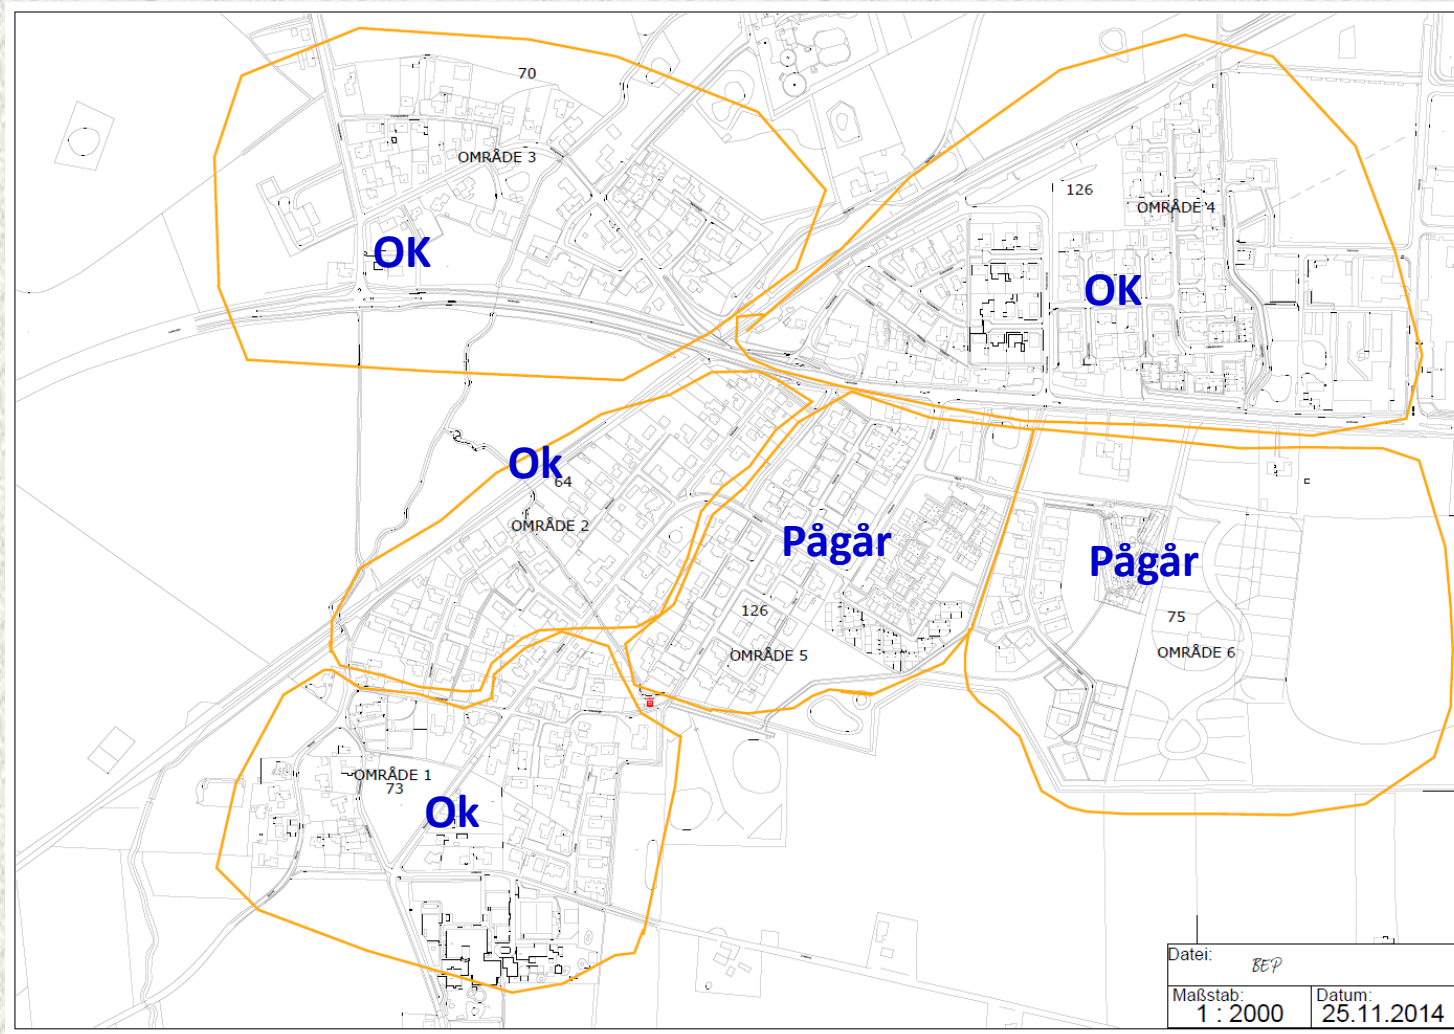 70
OMRÅDE 3
OK
126
OMRÅDE 4
OK
Ok
64
OMRÅDE 2
Pågår
126
OMRÅDE 5
Pågår
75
OMRÅDE 6
OMRÅDE 1
73
Ok
Datei:
BEP
Maßstab:
1 : 2000
Datum:
25.11.2014